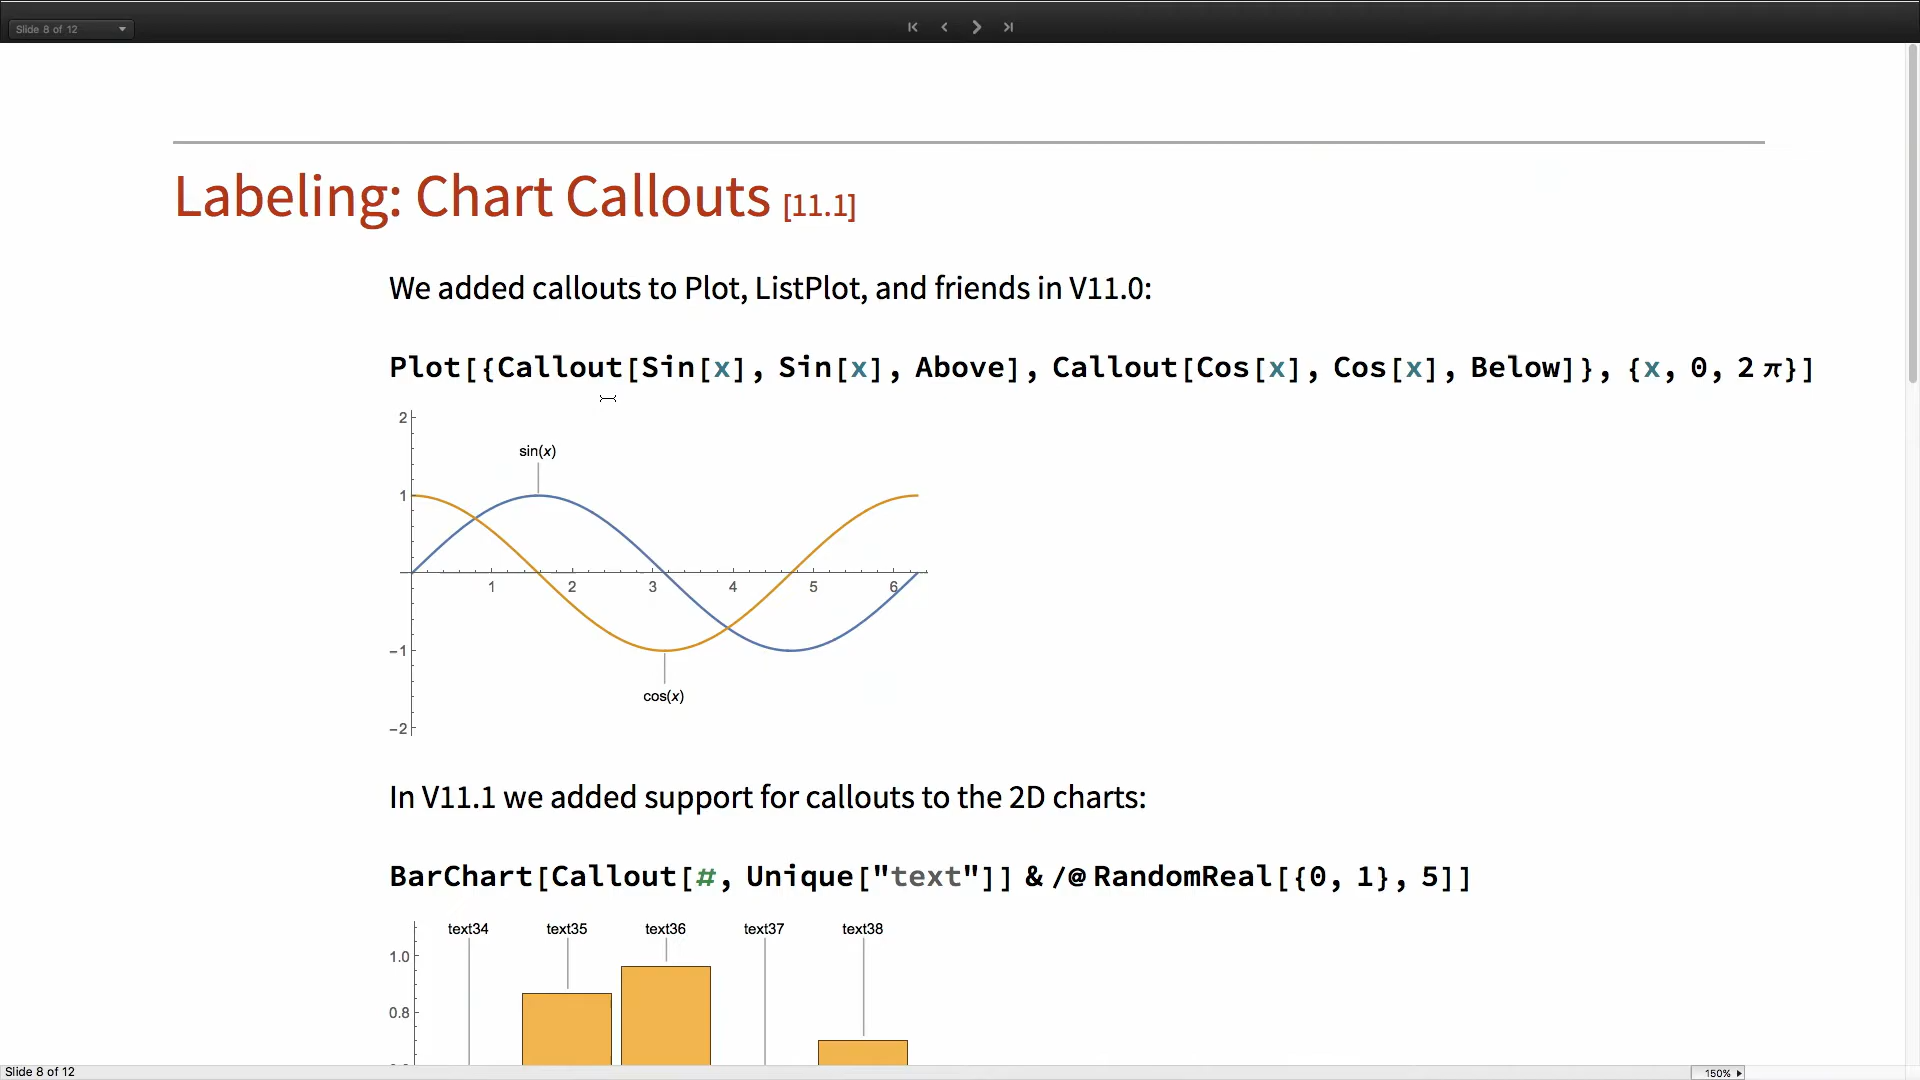 Slide 8 of 12
Labeling: Chart Callouts [11.1]
We added callouts to Plot, ListPlot, and friends in V11.0:
Plot[{Callout[Sin[x], Sin[x], Above], Callout[Cos[x], Cos[x], Below]}, {x, 0, 2 π}]
2
sin(x)
1
1 2 3 4 5 6
-1
cos(x)
-2
In V11.1 we added support for callouts to the 2D charts:
BarChart[Callout[#, Unique["text"]] & /@ RandomReal[{0, 1}, 5]]
text34 text35 text36 text37 text38
1.0
0.8
Slide 8 of 12
150%